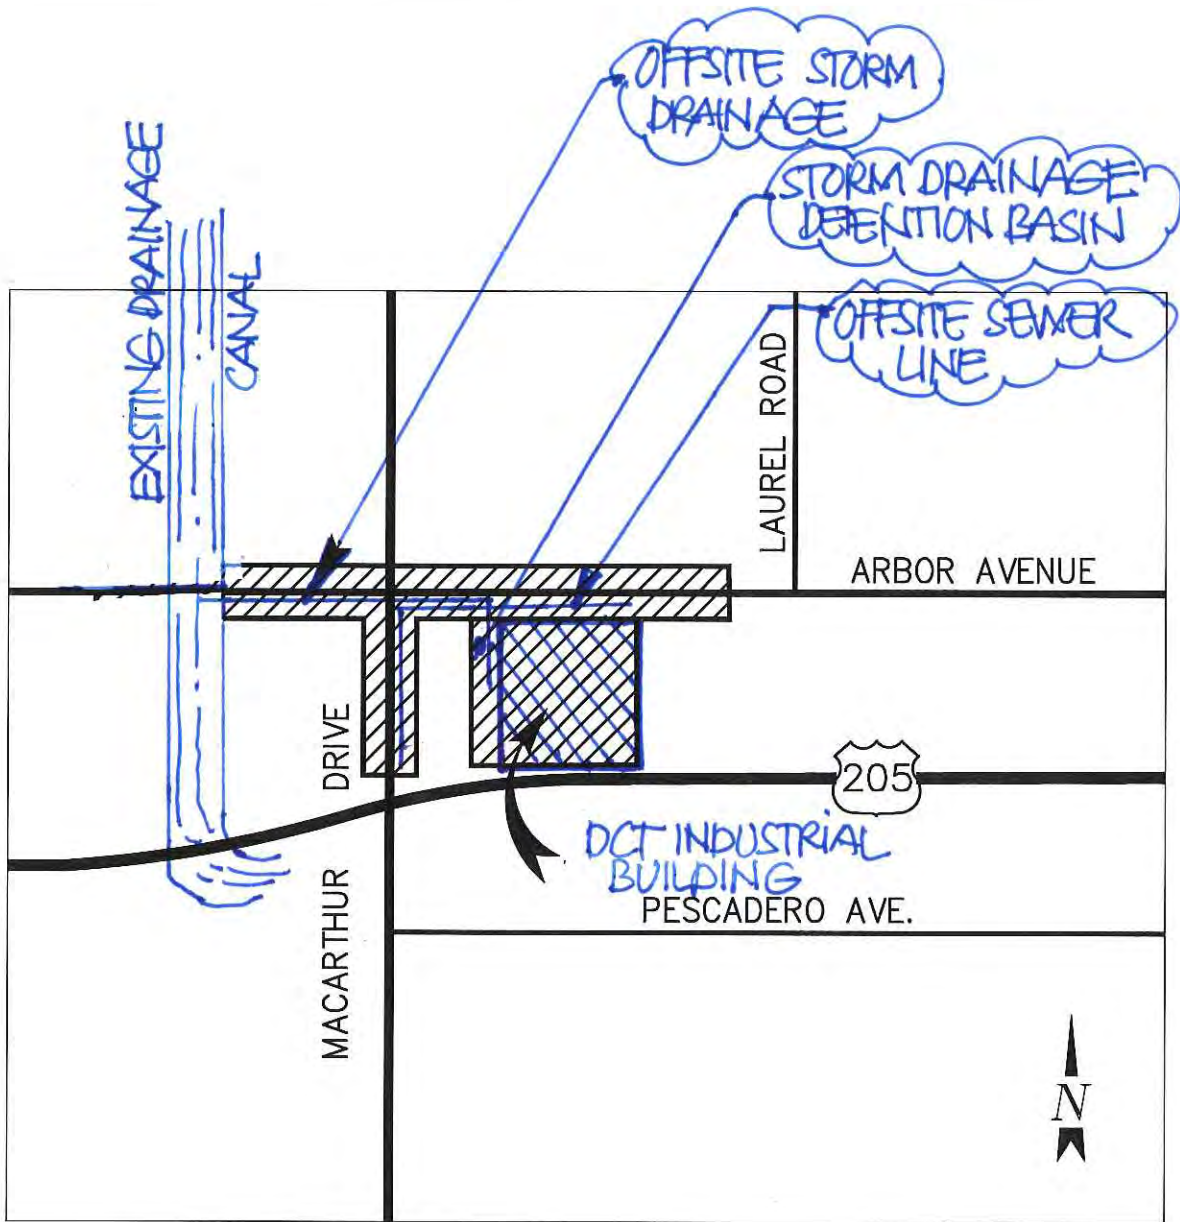 OFFSITE STORM
DRAINAGE
STORM DRAINAGE
DETENTION BASIN
OFFSITE SEWER
LINE
EXISTING DRAINAGE
CANAL
LAUREL ROAD
ARBOR AVENUE
MACARTHUR DRIVE
205
DCT INDUSTRIAL
BUILDING
PESCADERO AVE.
N